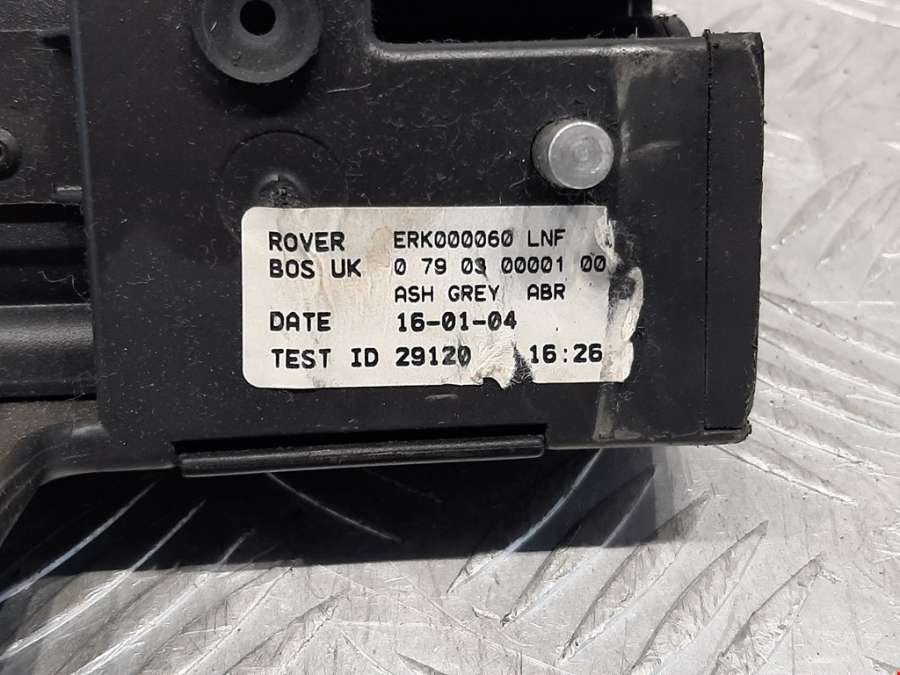 ROVER ERK000060 LNF
BOS UK 0 79 03 00001 00
ASH GREY ABR
DATE 16-01-04
TEST ID 29120 16:26